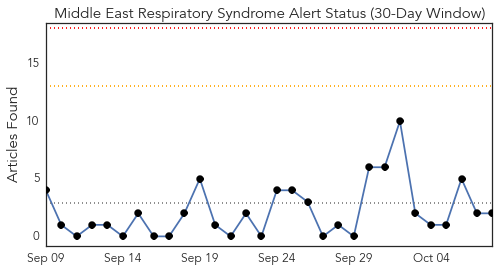 Middle East Respiratory Syndrome Alert Status (30-Day Window)
Articles Found
15
10
5
0
Sep 09 Sep 14 Sep 19 Sep 24 Sep 29 Oct 04